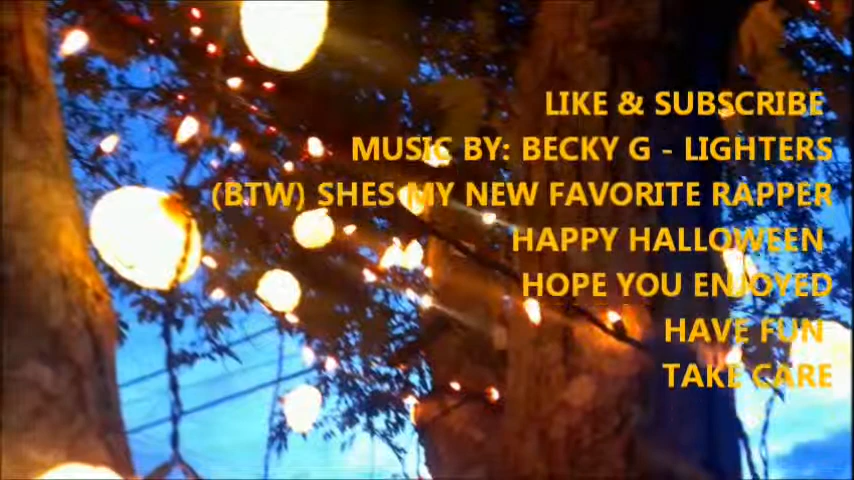 LIKE & SUBSCRIBE
MUSIC BY: BECKY G - LIGHTERS
(BTW) SHES MY NEW FAVORITE RAPPER
HAPPY HALLOWEEN
HOPE YOU ENJOYED
HAVE FUN
TAKE CARE